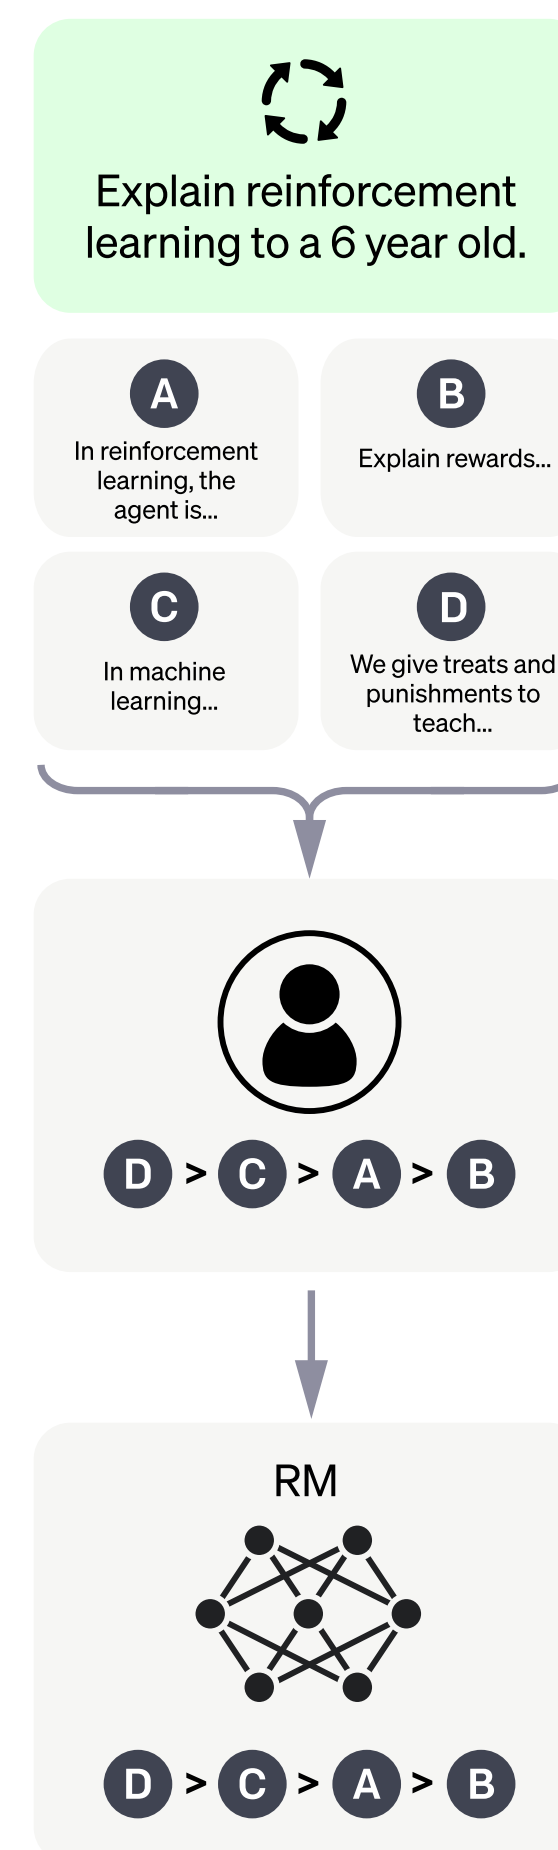 Explain reinforcement
learning to a 6 year old.
A
In reinforcement
learning, the
agent is...
B
Explain rewards...
C
In machine
learning...
D
We give treats and
punishments to
teach...
D > C > A > B
RM
D > C > A > B